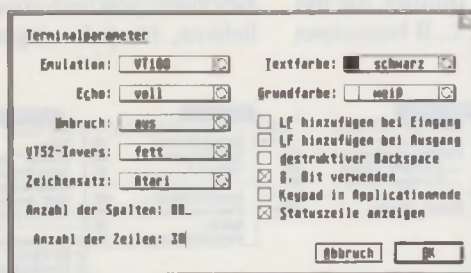 Terminalparameter
Emulation: VT100
Echo: voll
Umbruch: aus
VT52-Invers: fett
Zeichensatz: Atari
Anzahl der Spalten: 80_
Anzahl der Zeilen: 30
Textfarbe: schwarz
Grundfarbe: weiß
LF hinzufügen bei Eingang
LF hinzufügen bei Ausgang
destruktiver Backspace
8. Bit verwenden
Keypad in Applicationmode
Statuszeile anzeigen
Abbruch
OK